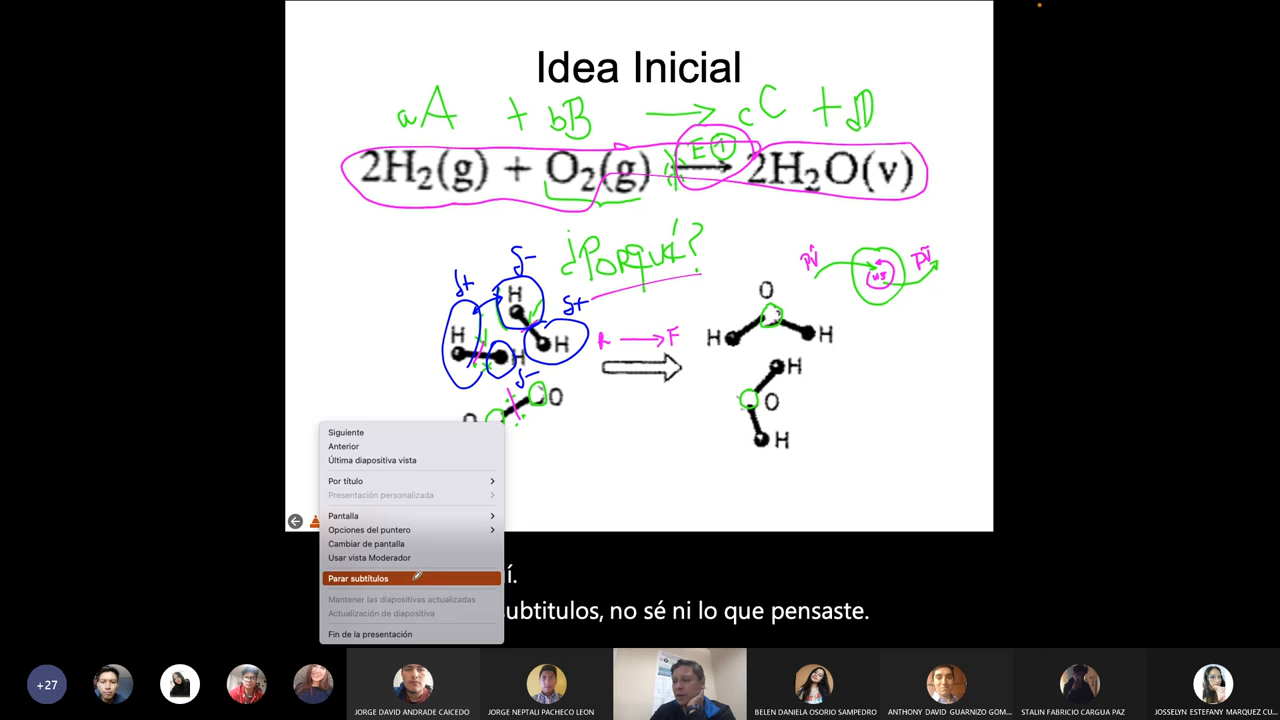 Idea Inicial
aA + bB → cC + dD
E ①
2H₂(g) + O₂(g) → 2H₂O(v)
¿PORQUÉ?
δ-
δ+
δ+
H
H
H
H
δ-
R → F
O
O
H
H
O
H
O
H
Siguiente
Anterior
Última diapositiva vista
Por título
Presentación personalizada
Pantalla
Opciones del puntero
Cambiar de pantalla
Usar vista Moderador
Parar subtítulos
Mantener las diapositivas actualizadas
Actualización de diapositiva
Fin de la presentación
í.
subtitulos, no sé ni lo que pensaste.
+27
JORGE DAVID ANDRADE CAICEDO
JORGE NEPTALI PACHECO LEON
BELEN DANIELA OSORIO SAMPEDRO
ANTHONY DAVID GUARNIZO GOM...
STALIN FABRICIO CARGUA PAZ
JOSSELYN ESTEFANY MARQUEZ CU...